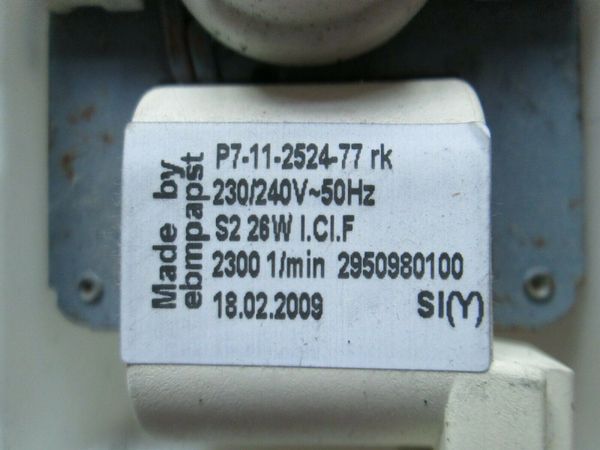 Made by
ebmpapst
P7-11-2524-77 rk
230/240V~50Hz
S2 26W I.Cl.F
2300 1/min 2950980100
18.02.2009 SI(Y)